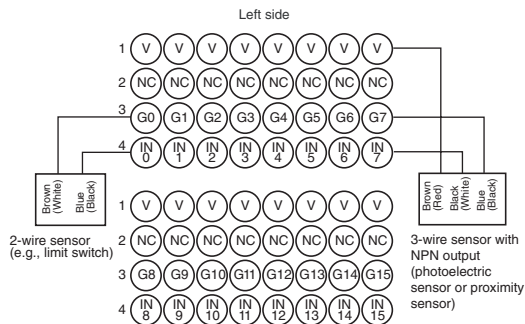 Left side
1 V V V V V V V V
2 NC NC NC NC NC NC NC NC
3 G0 G1 G2 G3 G4 G5 G6 G7
4 IN 0 IN 1 IN 2 IN 3 IN 4 IN 5 IN 6 IN 7
Brown (White)
Blue (Black)
2-wire sensor
(e.g., limit switch)
Brown (Red)
Black (White)
Blue (Black)
3-wire sensor with
NPN output
(photoelectric
sensor or proximity
sensor)
1 V V V V V V V V
2 NC NC NC NC NC NC NC NC
3 G8 G9 G10 G11 G12 G13 G14 G15
4 IN 8 IN 9 IN 10 IN 11 IN 12 IN 13 IN 14 IN 15